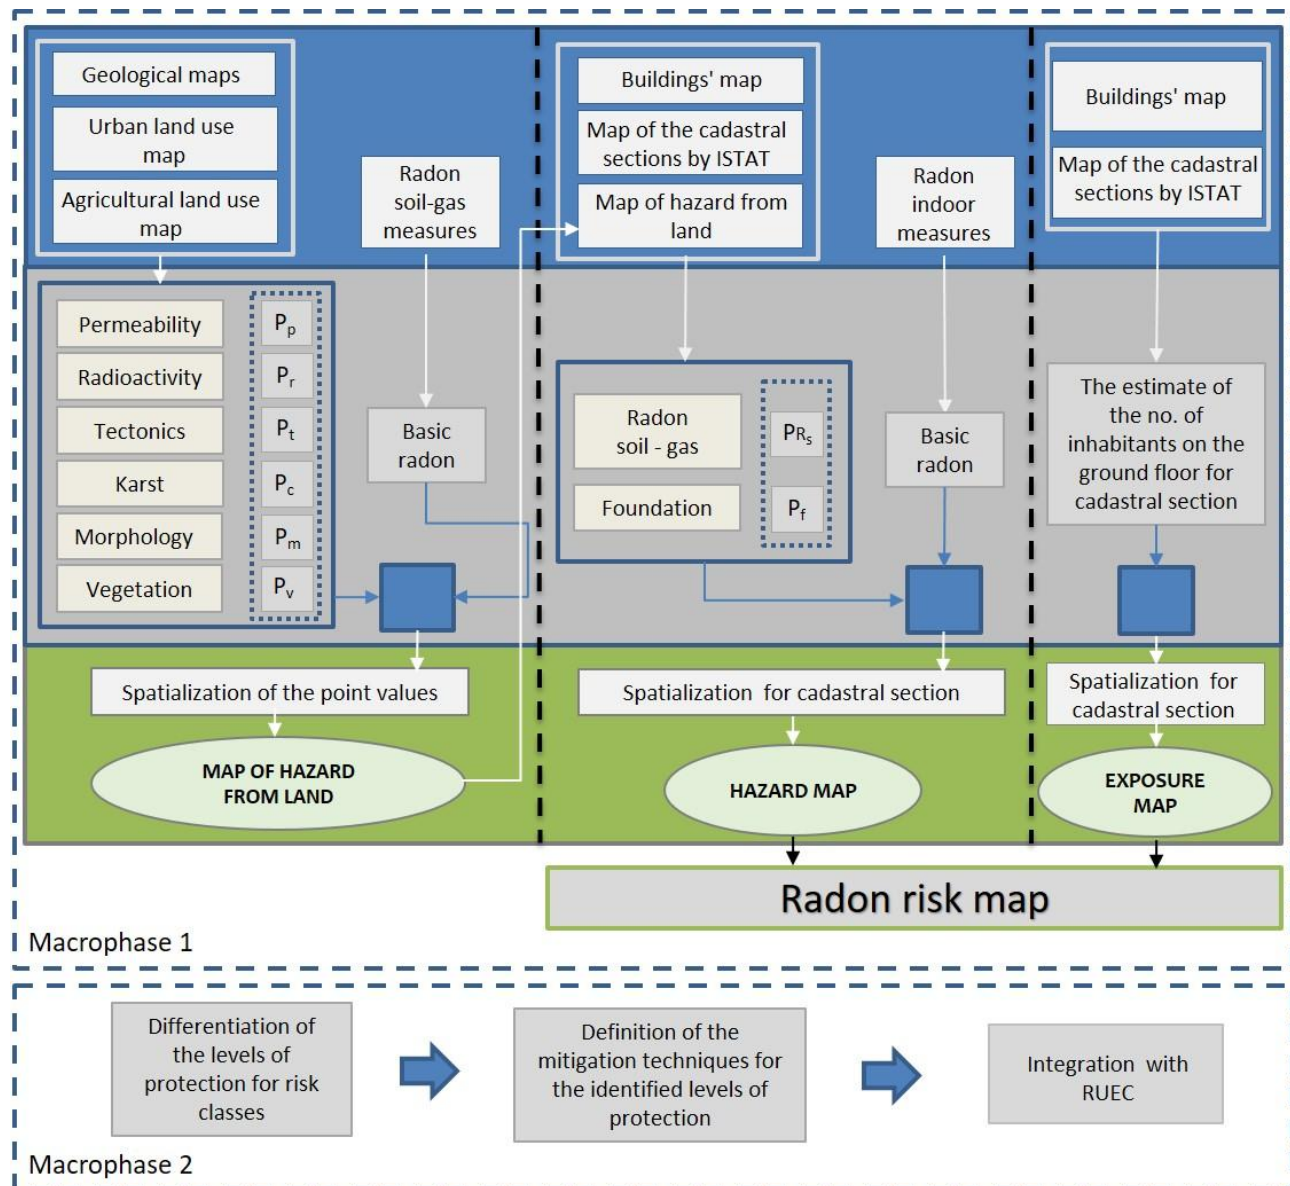 Geological maps
Urban land use
map
Agricultural land use
map
Radon
soil-gas
measures
Buildings' map
Map of the cadastral
sections by ISTAT
Map of hazard from
land
Radon
indoor
measures
Buildings' map
Map of the cadastral
sections by ISTAT
Permeability
Pp
Radioactivity
Pr
Tectonics
Pt
Karst
Pc
Morphology
Pm
Vegetation
Pv
Basic
radon
Radon
soil - gas
PRs
Foundation
Pf
Basic
radon
The estimate of
the no. of
inhabitants on the
ground floor for
cadastral section
Spatialization of the point values
MAP OF HAZARD
FROM LAND
Spatialization for cadastral section
HAZARD MAP
Spatialization for
cadastral section
EXPOSURE
MAP
Radon risk map
Macrophase 1
Differentiation of
the levels of
protection for risk
classes
Definition of the
mitigation techniques for
the identified levels of
protection
Integration with
RUEC
Macrophase 2